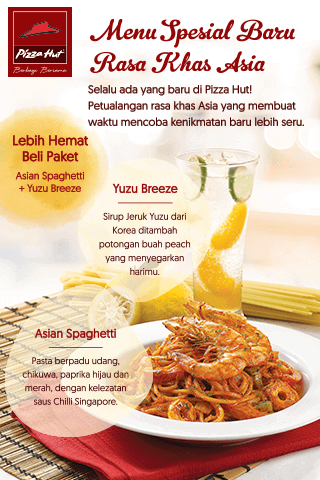 Pizza Hut
Berbagi Bersama
Menu Spesial Baru
Rasa Khas Asia
Selalu ada yang baru di Pizza Hut!
Petualangan rasa khas Asia yang membuat
waktu mencoba kenikmatan baru lebih seru.
Lebih Hemat
Beli Paket
Asian Spaghetti
+ Yuzu Breeze
Yuzu Breeze
Sirup Jeruk Yuzu dari
Korea ditambah
potongan buah peach
yang menyegarkan
harimu.
Asian Spaghetti
Pasta berpadu udang,
chikuwa, paprika hijau dan
merah, dengan kelezatan
saus Chilli Singapore.